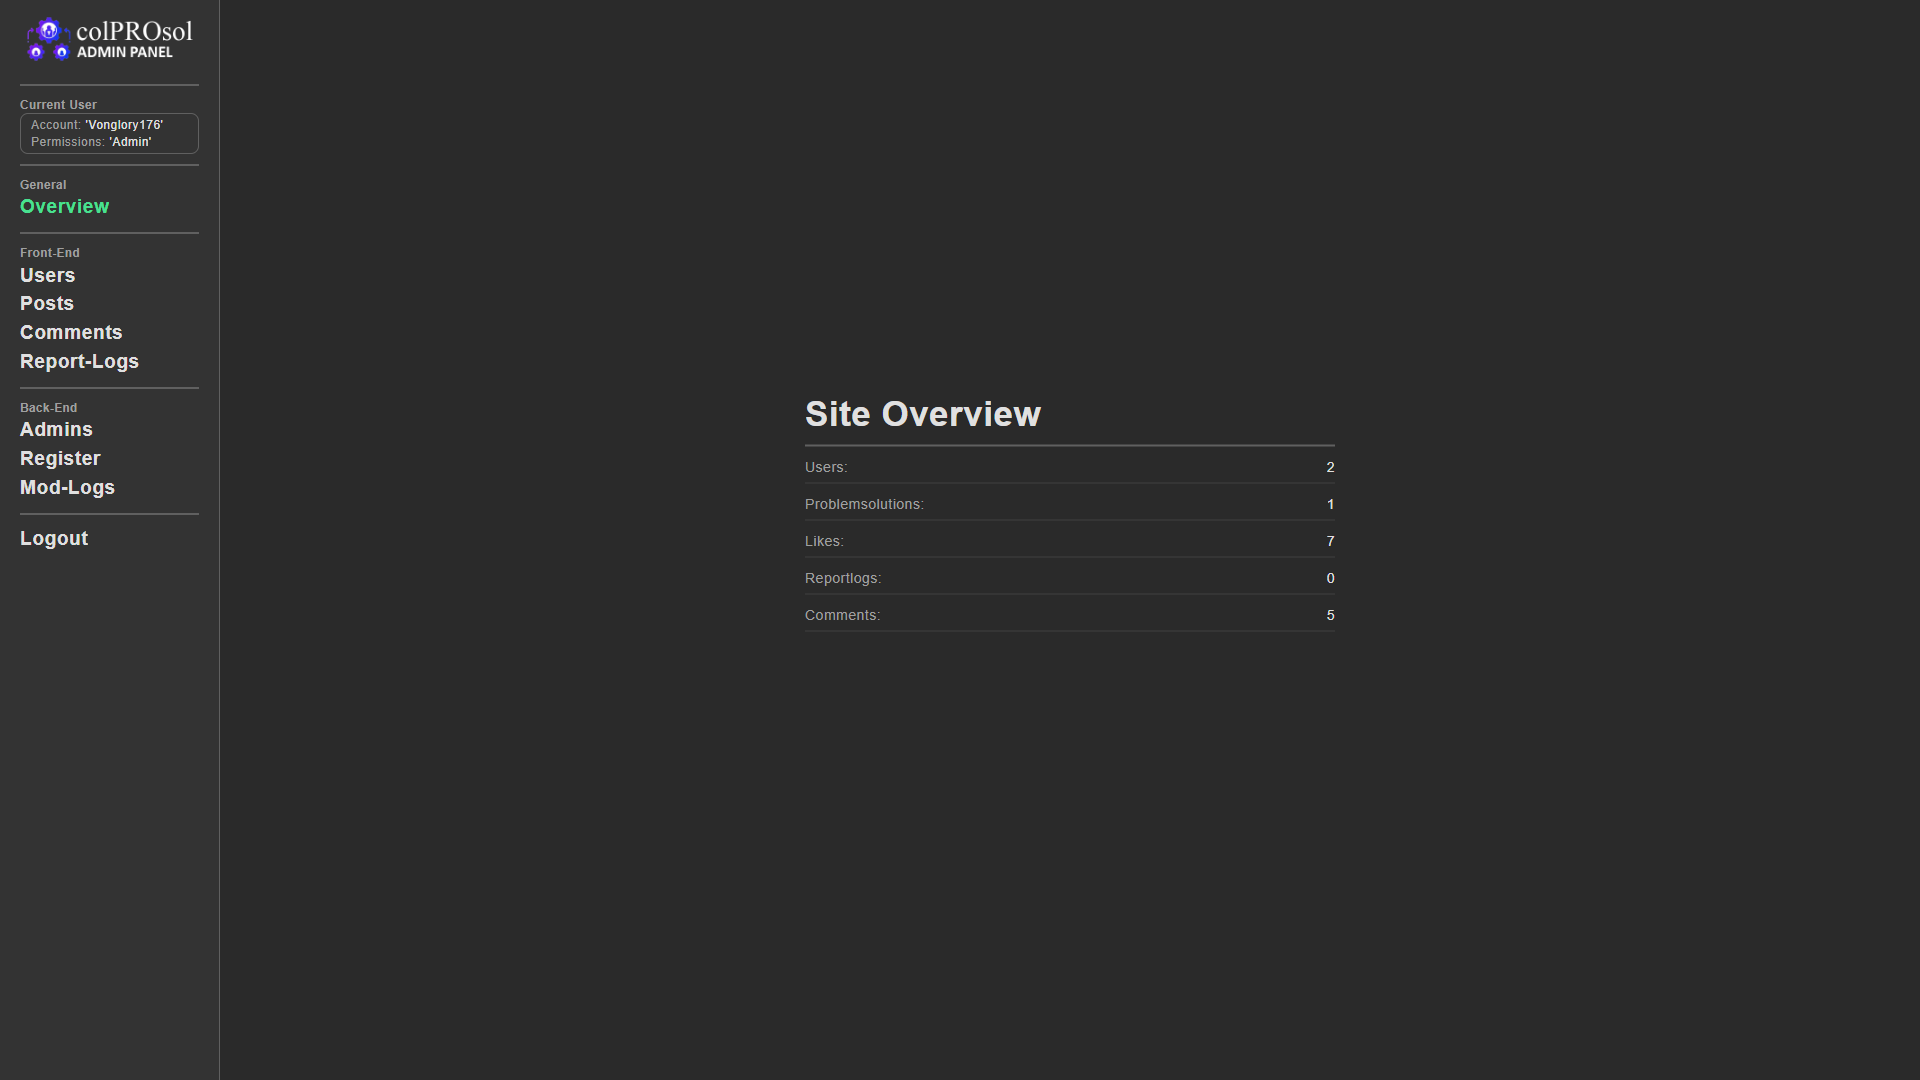 colPROsol
ADMIN PANEL
Current User
Account: 'Vonglory176'
Permissions: 'Admin'
General
Overview
Front-End
Users
Posts
Comments
Report-Logs
Back-End
Admins
Register
Mod-Logs
Logout
Site Overview
Users: 2
Problemsolutions: 1
Likes: 7
Reportlogs: 0
Comments: 5